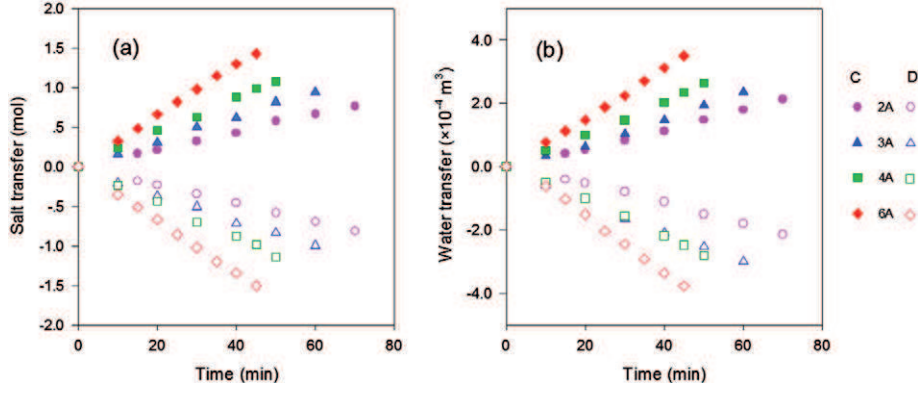 2.0
1.5
1.0
.5
0.0
-.5
-1.0
-1.5
-2.0
Salt transfer (mol)
(a)
0 20 40 60 80
Time (min)
4.0
2.0
0.0
-2.0
-4.0
Water transfer (×10⁻⁴ m³)
(b)
0 20 40 60 80
Time (min)
C D
2A
3A
4A
6A